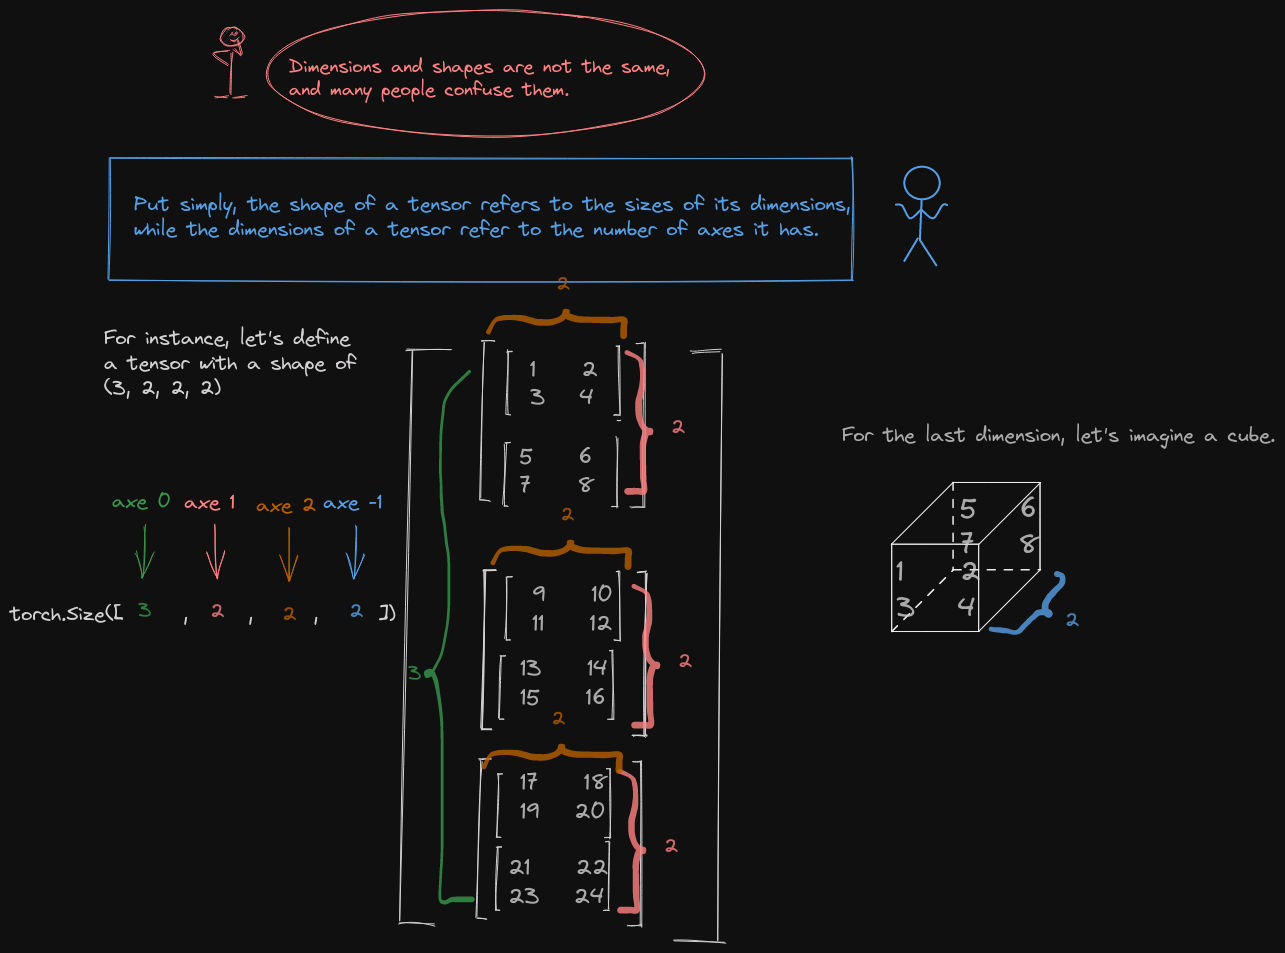 Dimensions and shapes are not the same,
and many people confuse them.
Put simply, the shape of a tensor refers to the sizes of its dimensions,
while the dimensions of a tensor refer to the number of axes it has.
For instance, let's define
a tensor with a shape of
(3, 2, 2, 2)
axe 0 axe 1 axe 2 axe -1
torch.Size([ 3 , 2 , 2 , 2 ])
3
2
1 2
3 4
2
5 6
7 8
2
9 10
11 12
2
13 14
15 16
2
17 18
19 20
2
21 22
23 24
For the last dimension, let's imagine a cube.
5 6
7 8
1 2
3 4
2